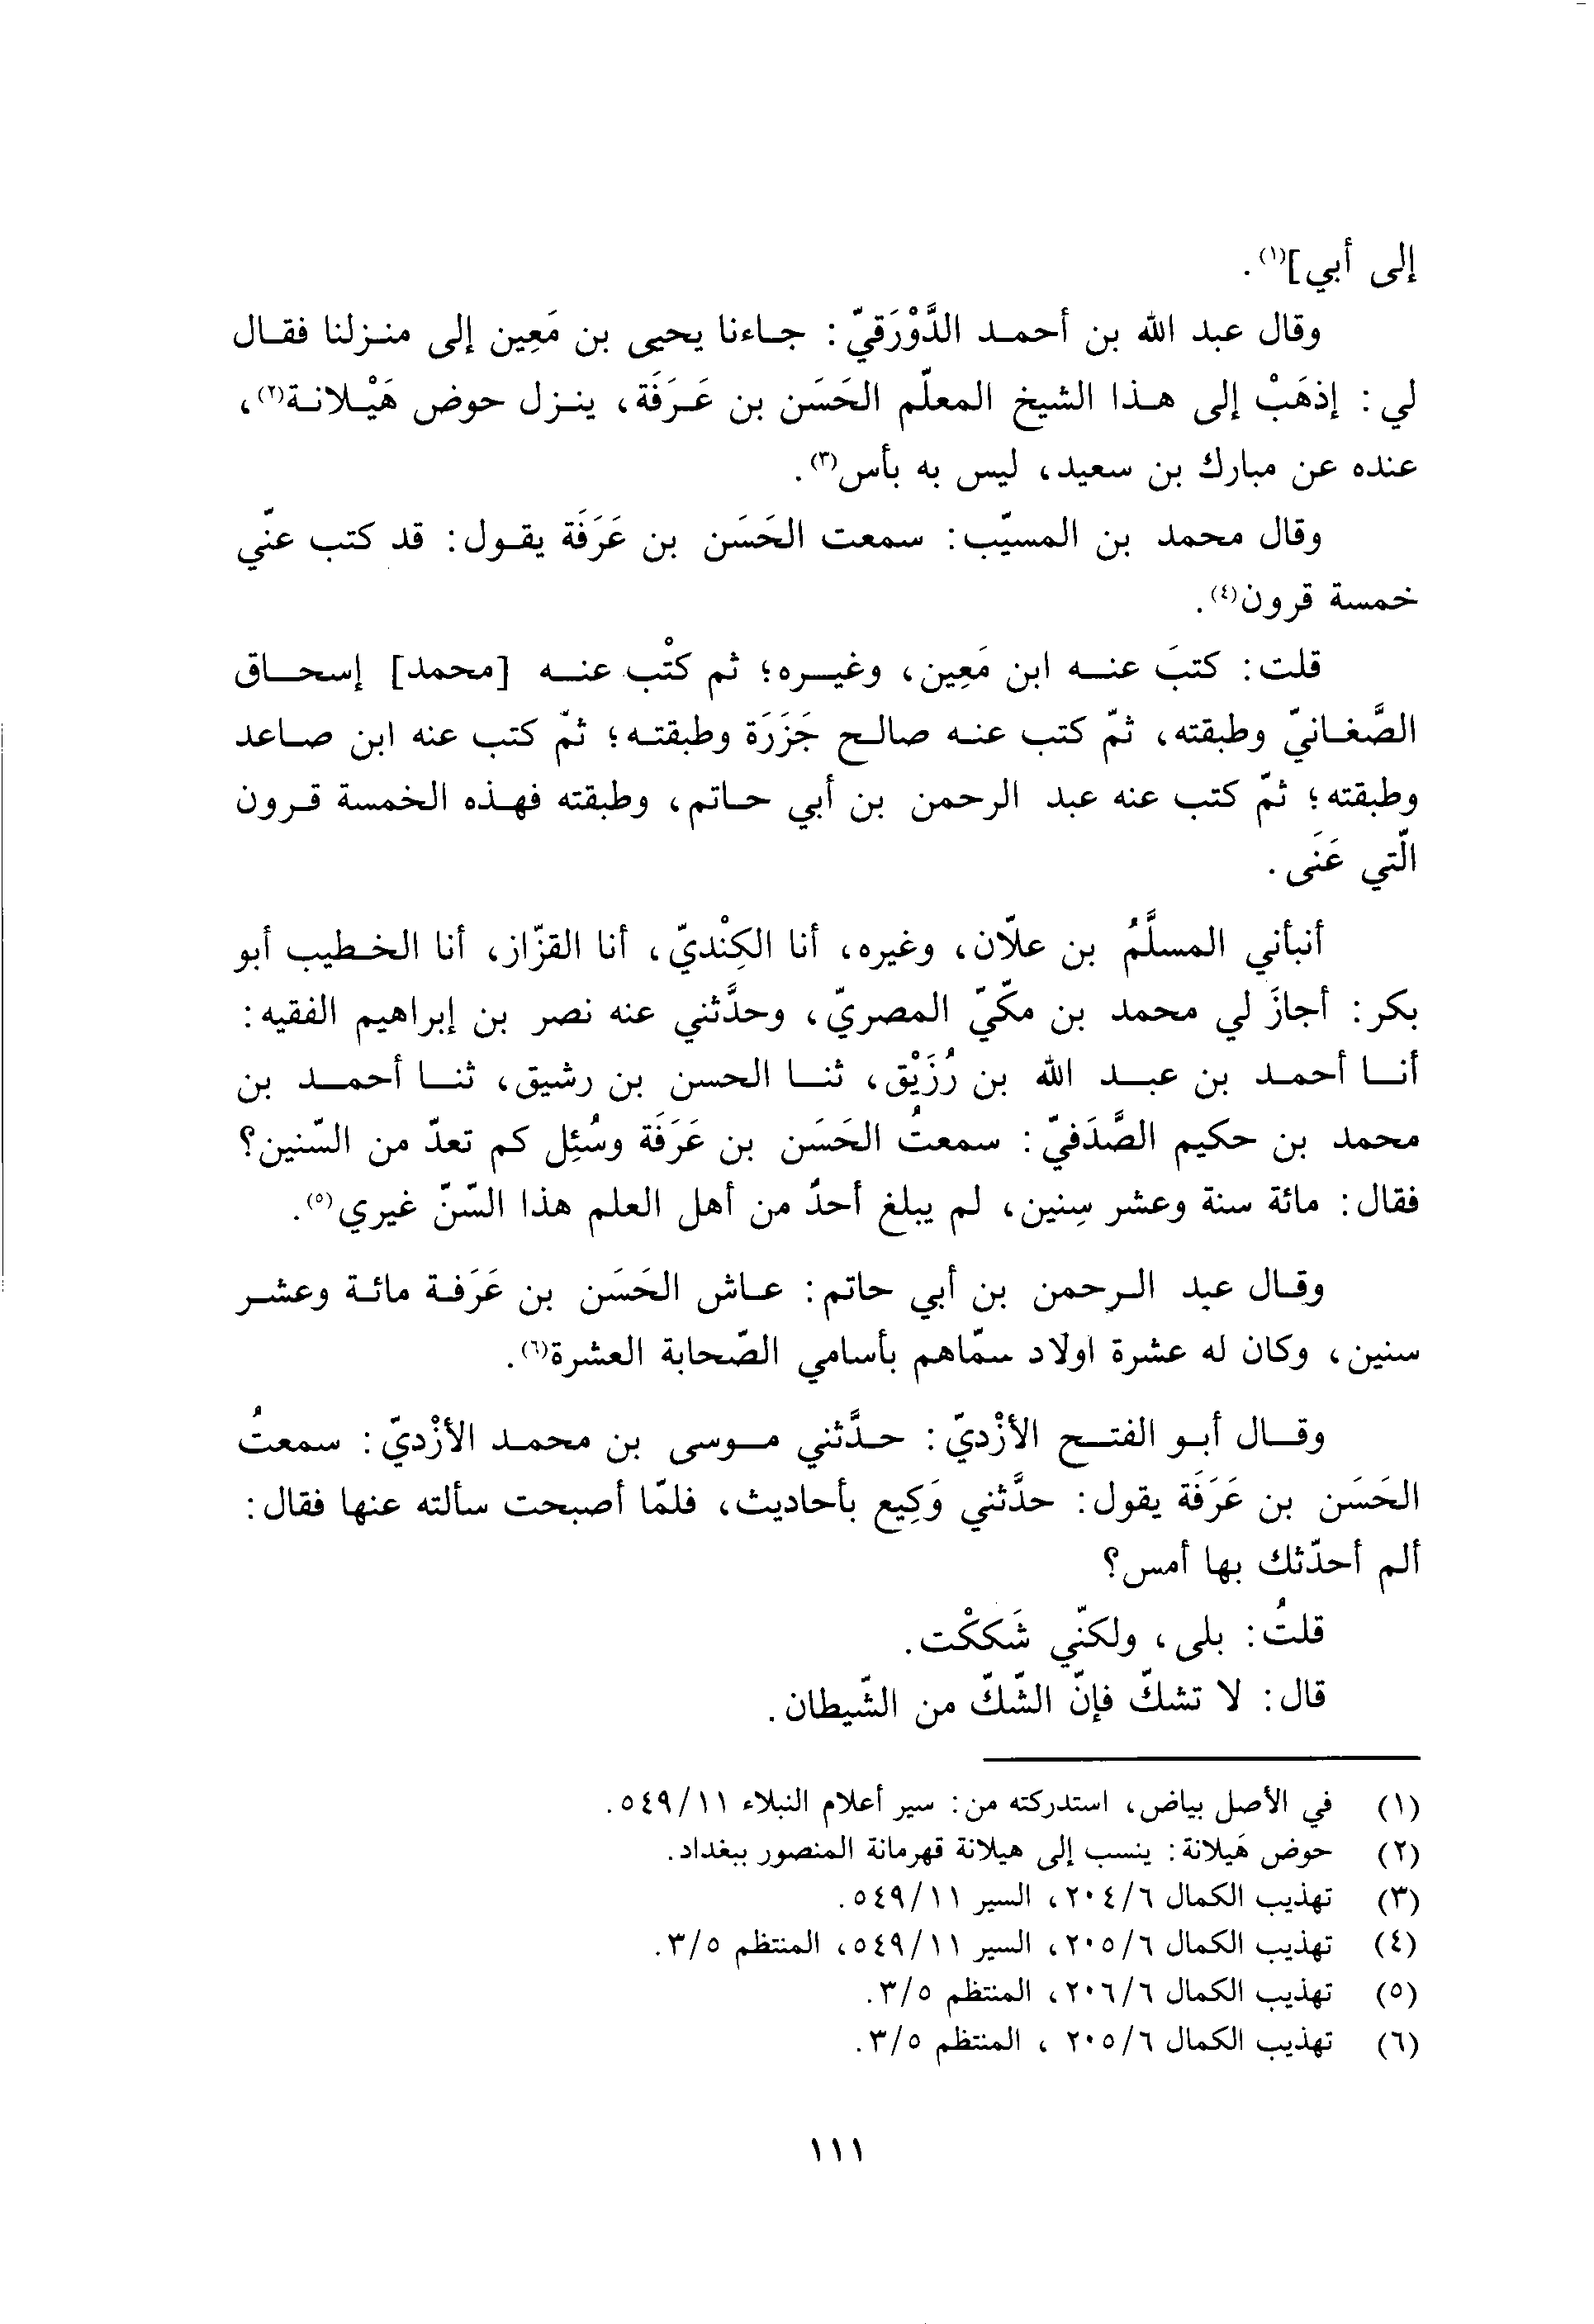 إلى أبي](١).
وقال عبد الله بن أحمد الدَّوْرَقيّ: جاءنا يحيى بن مَعِين إلى منزلنا فقال
لي: إذهَبْ إلى هذا الشيخ المعلّم الحَسَن بن عَرَفَة، ينزل حوض هَيْلانة(٢)،
عنده عن مبارك بن سعيد، ليس به بأس(٣).
وقال محمد بن المسيّب: سمعت الحَسَن بن عَرَفَة يقول: قد كتب عنّي
خمسة قرون(٤).
قلت: كتبَ عنه ابن مَعِين، وغيره؛ ثم كتْب عنه [محمد] إسحاق
الصَّغانيّ وطبقته، ثمّ كتب عنه صالح جَزَرَة وطبقته؛ ثمّ كتب عنه ابن صاعد
وطبقته؛ ثمّ كتب عنه عبد الرحمن بن أبي حاتم، وطبقته فهذه الخمسة قرون
الّتي عَنَى.
أنبأني المسلَّمُ بن علّان، وغيره، أنا الكِنْديّ، أنا القزّاز، أنا الخطيب أبو
بكر: أجازَ لي محمد بن مكّيّ المصريّ، وحدَّثني عنه نصر بن إبراهيم الفقيه:
أنا أحمد بن عبد الله بن رُزَيْق، ثنا الحسن بن رشيق، ثنا أحمد بن
محمد بن حكيم الصَّدَفيّ: سمعتُ الحَسَن بن عَرَفَة وسُئِل كم تعدّ من السّنين؟
فقال: مائة سنة وعشر سِنين، لم يبلغ أحدٌ من أهل العلم هذا السّنّ غيري(٥).
وقال عبد الرحمن بن أبي حاتم: عاش الحَسَن بن عَرَفة مائة وعشر
سنين، وكان له عشرة اولاد سمّاهم بأسامي الصّحابة العشرة(٦).
وقال أبو الفتح الأزْديّ: حدَّثني موسى بن محمد الأزْديّ: سمعتُ
الحَسَن بن عَرَفَة يقول: حدَّثني وَكِيع بأحاديث، فلمّا أصبحت سألته عنها فقال:
ألم أحدّثك بها أمس؟
قلتُ: بلى، ولكنّي شَككْت.
قال: لا تشكّ فإنّ الشّكّ من الشّيطان.
(١) في الأصل بياض، استدركته من: سير أعلام النبلاء ١١/٥٤٩.
(٢) حوض هَيلانة: ينسب إلى هيلانة قهرمانة المنصور ببغداد.
(٣) تهذيب الكمال ٦/٢٠٤، السير ١١/٥٤٩.
(٤) تهذيب الكمال ٦/٢٠٥، السير ١١/٥٤٩، المنتظم ٥/٣.
(٥) تهذيب الكمال ٦/٢٠٦، المنتظم ٥/٣.
(٦) تهذيب الكمال ٦/٢٠٥ ، المنتظم ٥/٣.
١١١